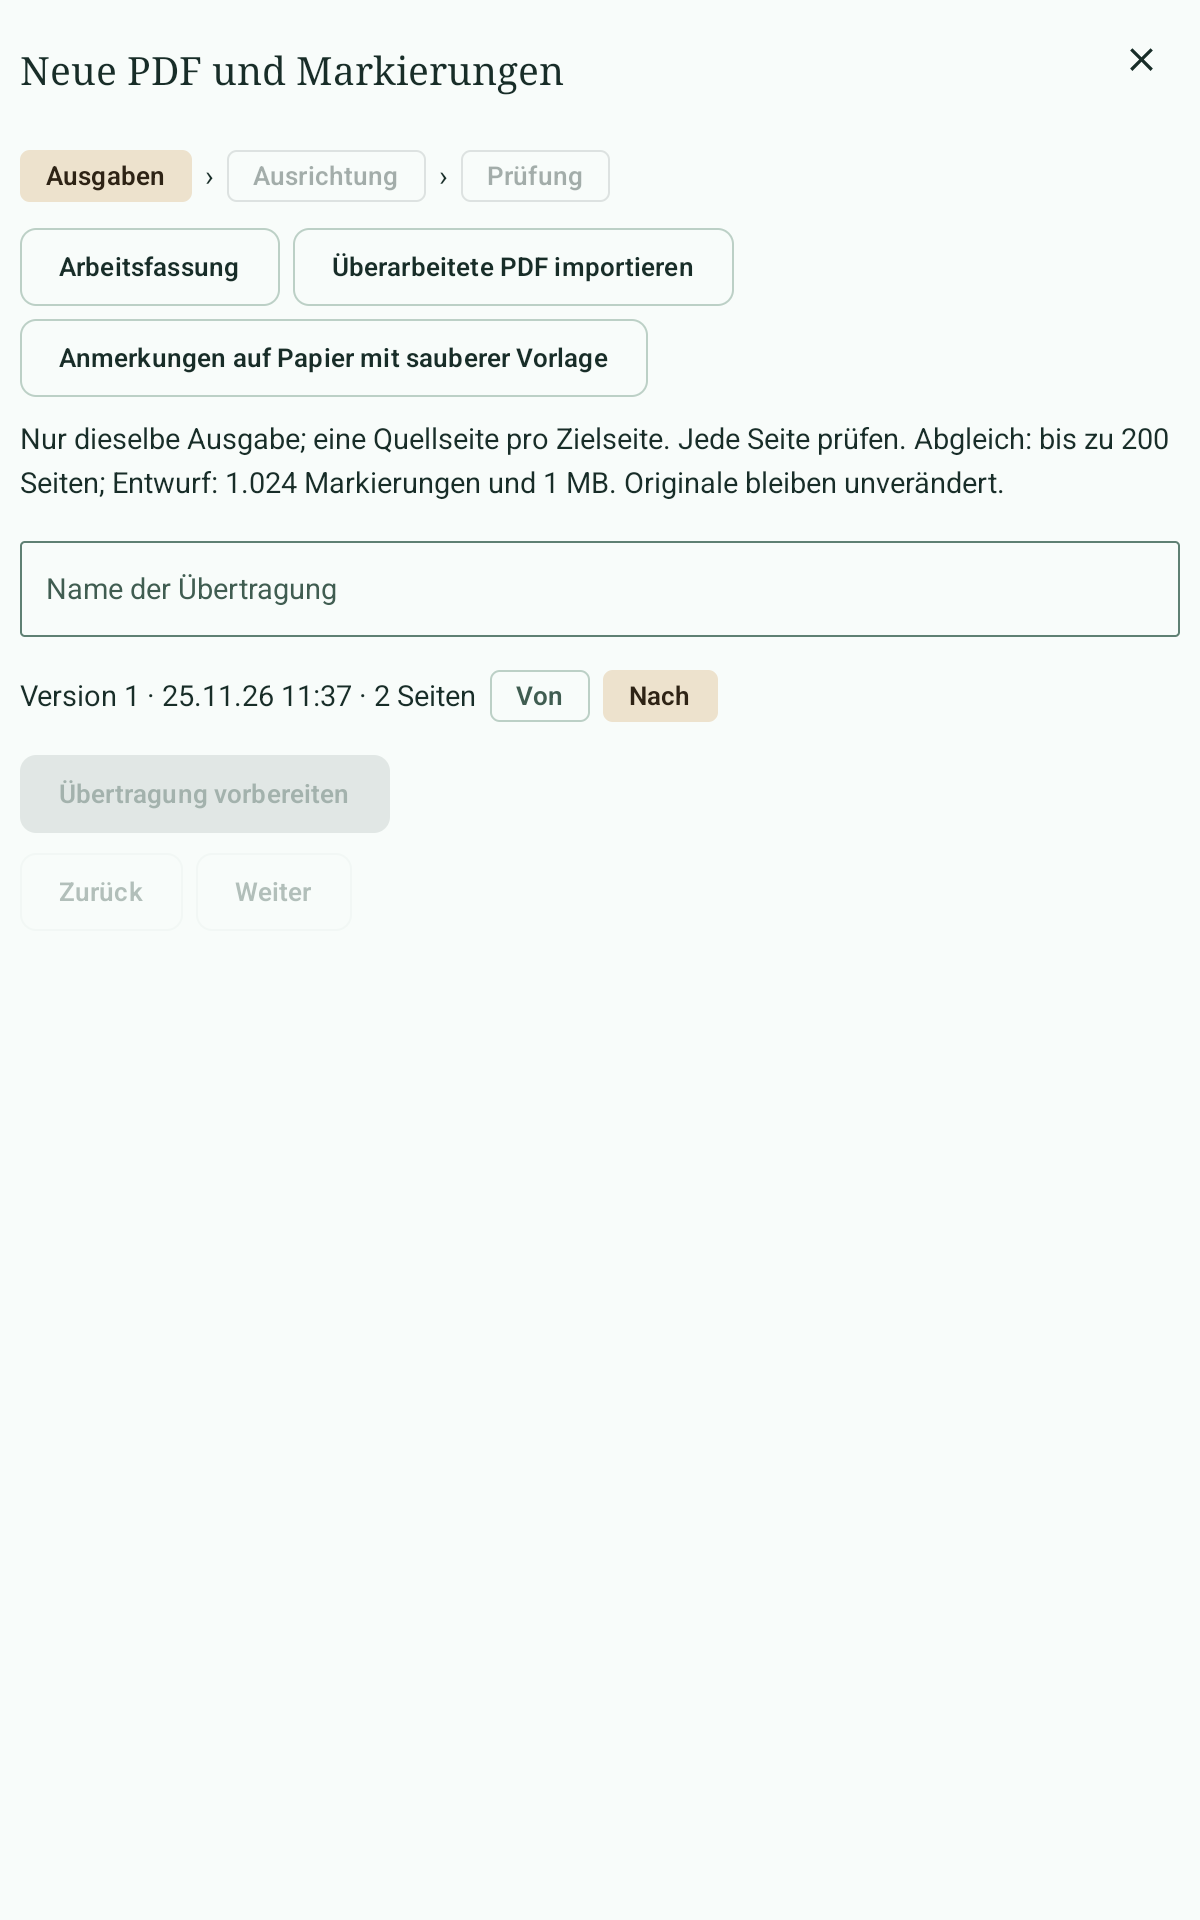 Neue PDF und Markierungen
Ausgaben › Ausrichtung › Prüfung
Arbeitsfassung Überarbeitete PDF importieren
Anmerkungen auf Papier mit sauberer Vorlage
Nur dieselbe Ausgabe; eine Quellseite pro Zielseite. Jede Seite prüfen. Abgleich: bis zu 200
Seiten; Entwurf: 1.024 Markierungen und 1 MB. Originale bleiben unverändert.
Name der Übertragung
Version 1 · 25.11.26 11:37 · 2 Seiten Von Nach
Übertragung vorbereiten
Zurück Weiter